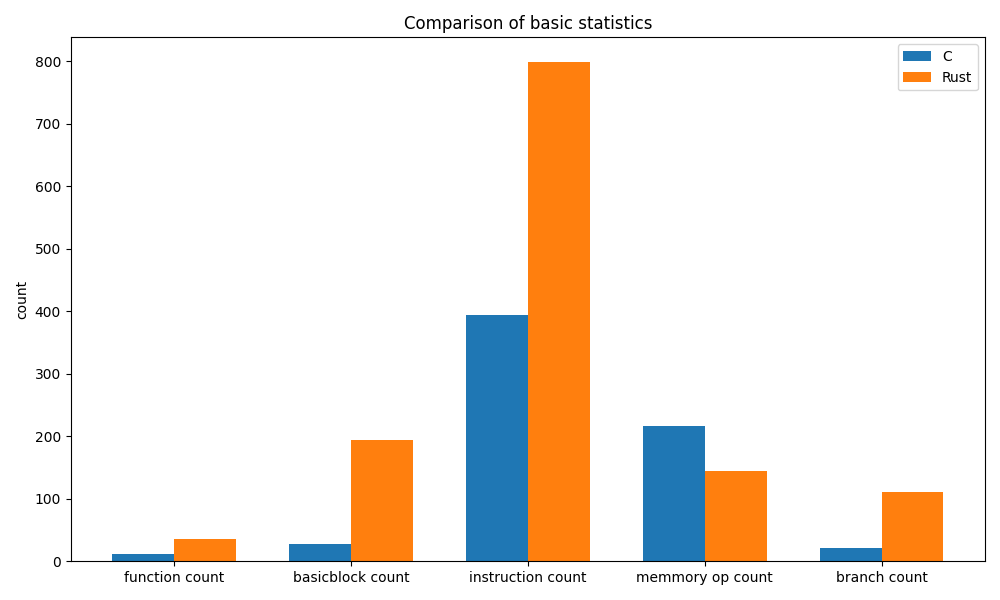 Comparison of basic statistics
C
Rust
count
800
700
600
500
400
300
200
100
0
function count
basicblock count
instruction count
memmory op count
branch count